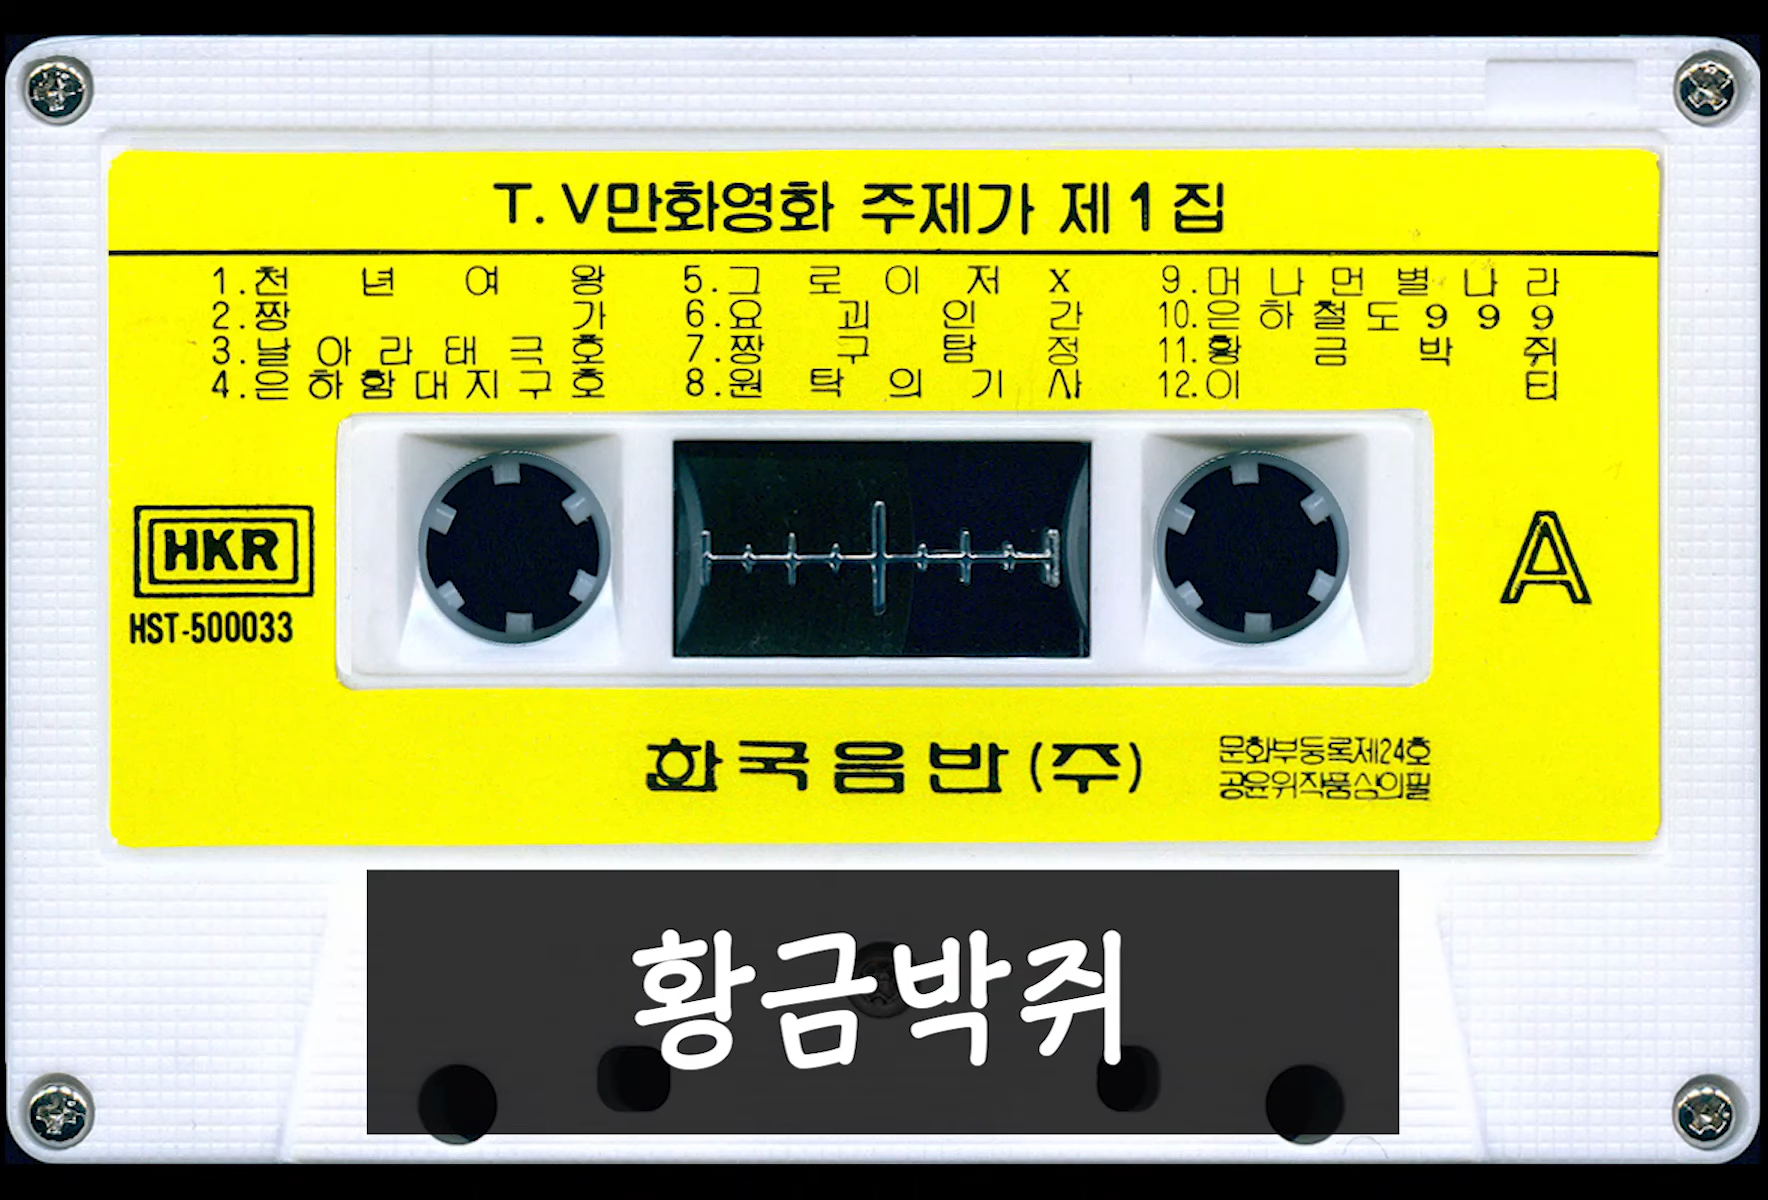 T. V만화영화 주제가 제1집
1.천년여왕 5.그로이저X 9.머나먼별나라
2.짱가 6.요괴인간 10.은하철도999
3.날아라태극호 7.짱구탐정 11.황금박쥐
4.은하함대지구호 8.원탁의기사 12.이티
HKR
HST-500033
A
한국음반(주)
문화부등록제24호
공윤위작품심의필
황금박쥐